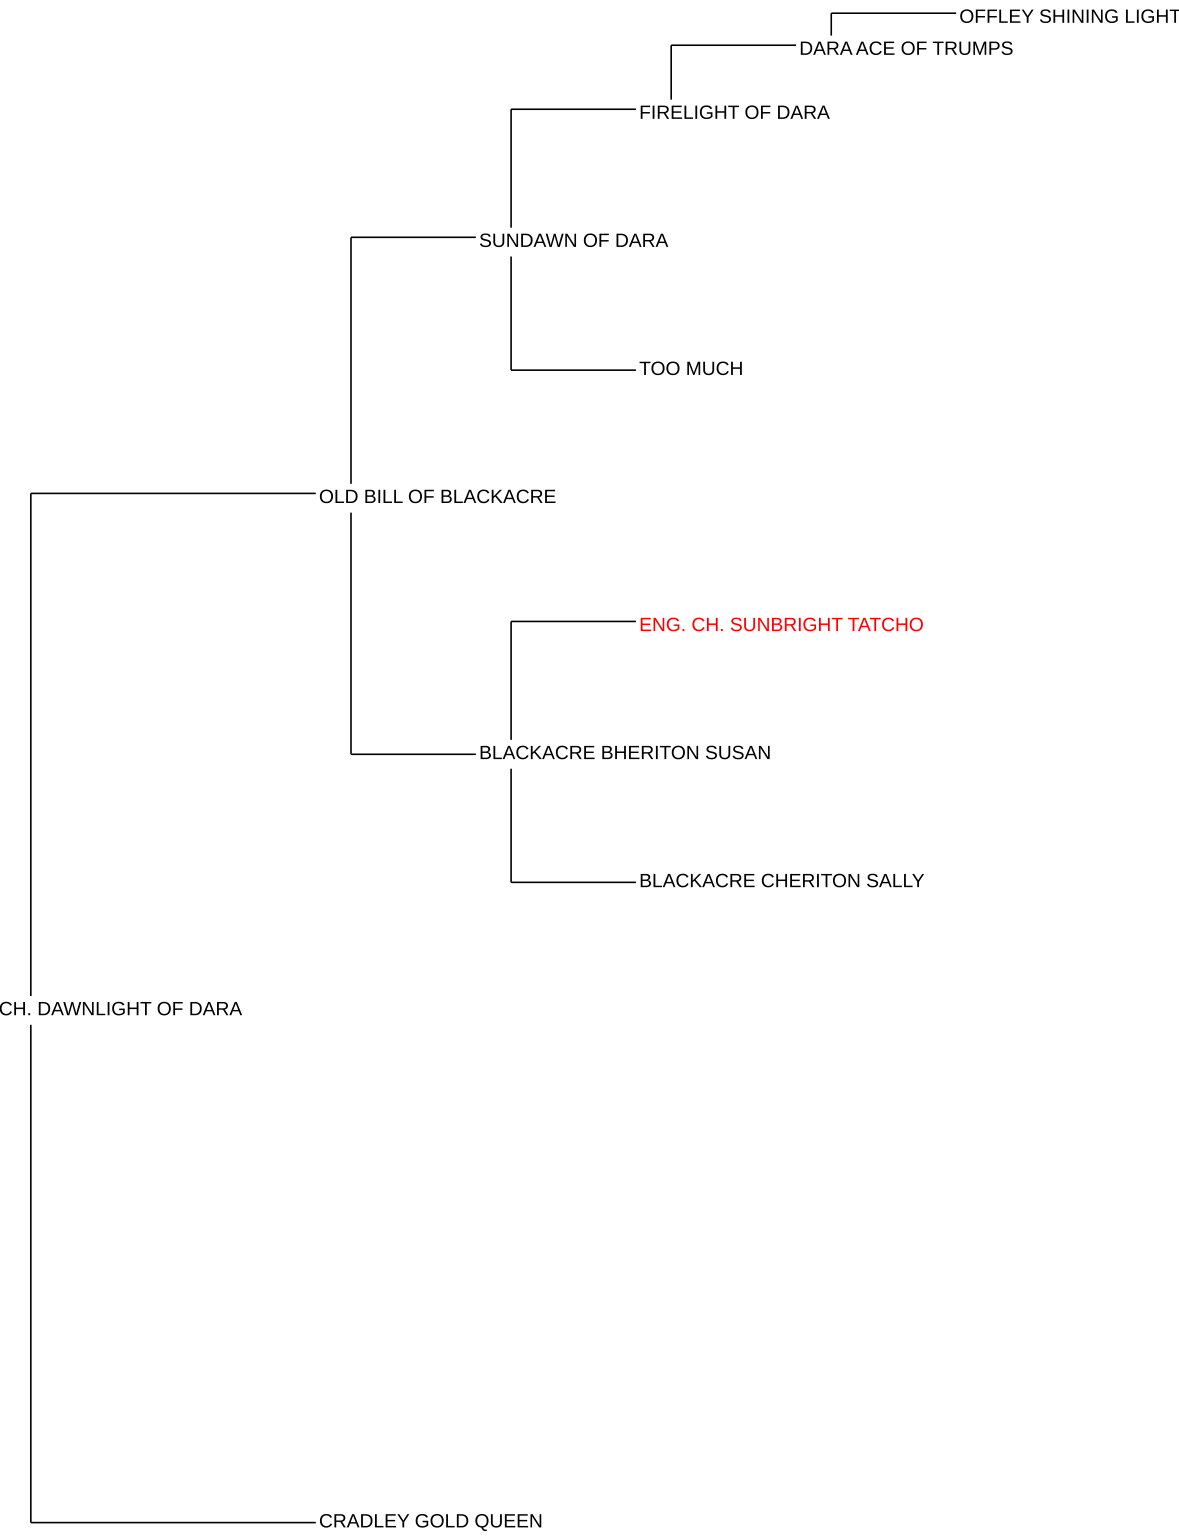 OFFLEY SHINING LIGHT
DARA ACE OF TRUMPS
FIRELIGHT OF DARA
SUNDAWN OF DARA
TOO MUCH
OLD BILL OF BLACKACRE
ENG. CH. SUNBRIGHT TATCHO
BLACKACRE BHERITON SUSAN
BLACKACRE CHERITON SALLY
CH. DAWNLIGHT OF DARA
CRADLEY GOLD QUEEN